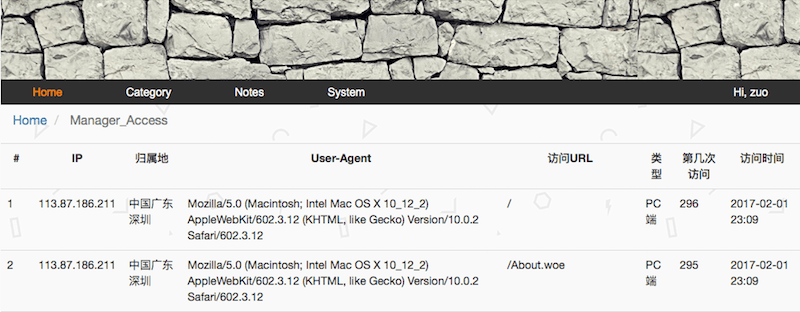 Home Category Notes System Hi, zuo
Home / Manager_Access
# IP 归属地 User-Agent 访问URL 类型 第几次访问 访问时间
1 113.87.186.211 中国广东深圳 Mozilla/5.0 (Macintosh; Intel Mac OS X 10_12_2) AppleWebKit/602.3.12 (KHTML, like Gecko) Version/10.0.2 Safari/602.3.12 / PC端 296 2017-02-01 23:09
2 113.87.186.211 中国广东深圳 Mozilla/5.0 (Macintosh; Intel Mac OS X 10_12_2) AppleWebKit/602.3.12 (KHTML, like Gecko) Version/10.0.2 Safari/602.3.12 /About.woe PC端 295 2017-02-01 23:09